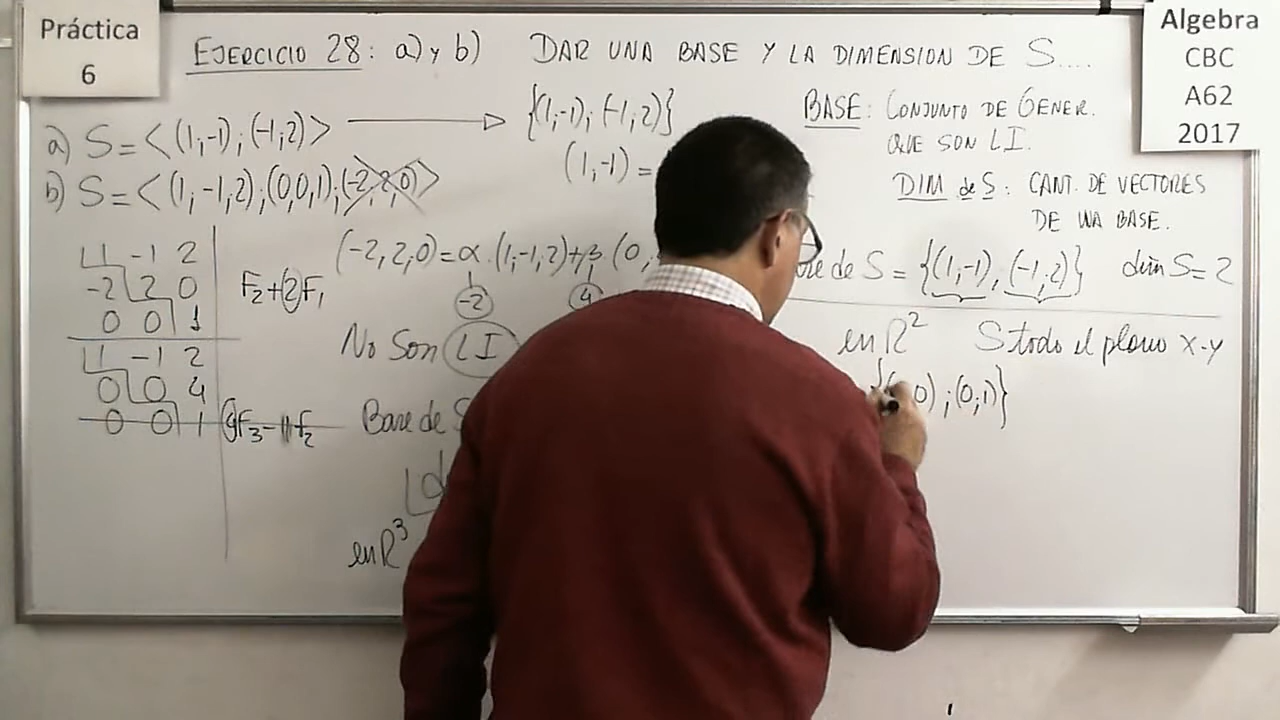 Práctica
6
Algebra
CBC
A62
2017
EJERCICIO 28: a) y b) DAR UNA BASE Y LA DIMENSION DE S....
a) S = <(1,-1); (-1,2)> → {(1,-1); (-1,2)}
(1,-1) =
b) S = <(1,-1,2);(0,0,1);(-2,2,0)>
BASE: CONJUNTO DE GENER.
QUE SON LI.
DIM de S: CANT. DE VECTORES
DE UNA BASE.
1 -1 2
-2 2 0 F2+(2)F1
0 0 1
1 -1 2
0 0 4
0 0 1
(-2,2,0) = α.(1,-1,2)+β(0,
-2 4
No Son LI
Base de S
en R³
de S = {(1,-1), (-1,2)} dim S = 2
en R² S todo el plano x-y
0) ; (0,1)}